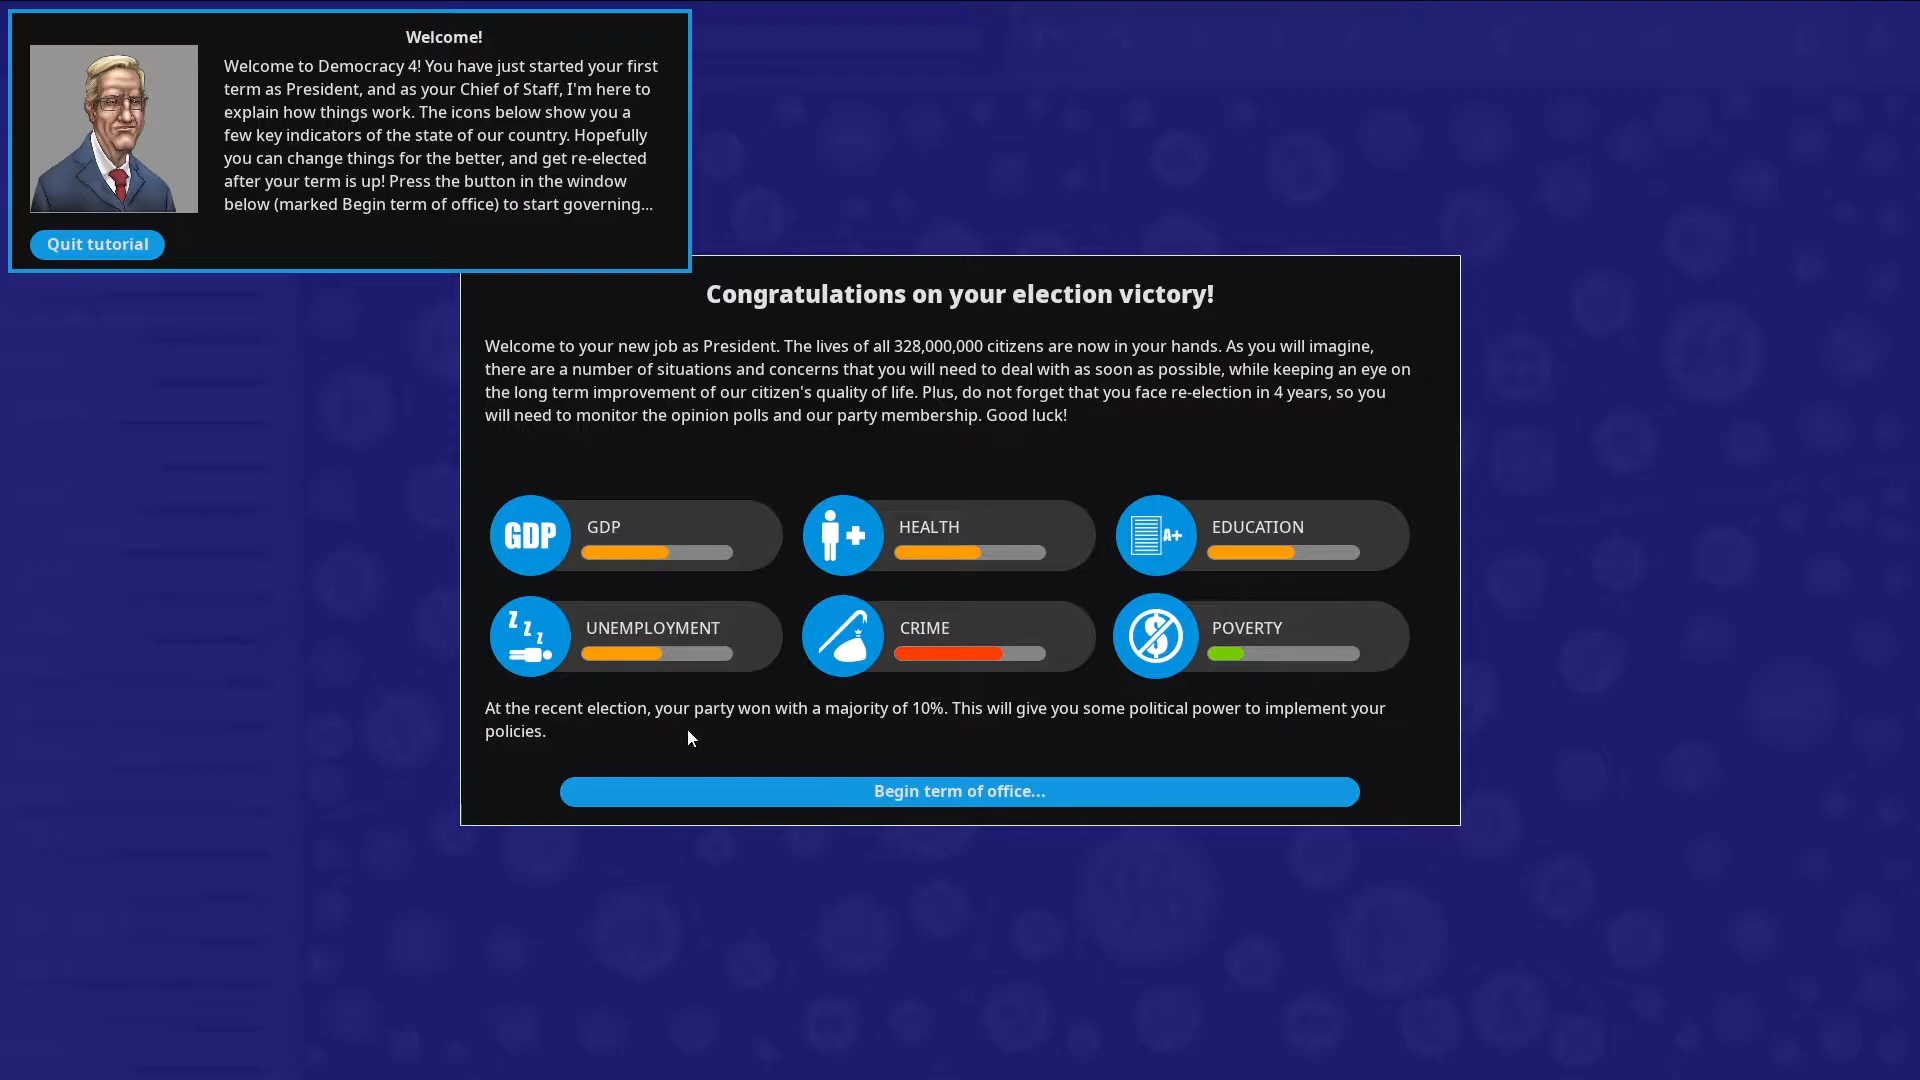 Welcome!
Welcome to Democracy 4! You have just started your first
term as President, and as your Chief of Staff, I'm here to
explain how things work. The icons below show you a
few key indicators of the state of our country. Hopefully
you can change things for the better, and get re-elected
after your term is up! Press the button in the window
below (marked Begin term of office) to start governing...
Quit tutorial
Congratulations on your election victory!
Welcome to your new job as President. The lives of all 328,000,000 citizens are now in your hands. As you will imagine,
there are a number of situations and concerns that you will need to deal with as soon as possible, while keeping an eye on
the long term improvement of our citizen's quality of life. Plus, do not forget that you face re-election in 4 years, so you
will need to monitor the opinion polls and our party membership. Good luck!
GDP GDP
HEALTH
A+ EDUCATION
Z Z Z UNEMPLOYMENT
CRIME
$ POVERTY
At the recent election, your party won with a majority of 10%. This will give you some political power to implement your
policies.
Begin term of office...